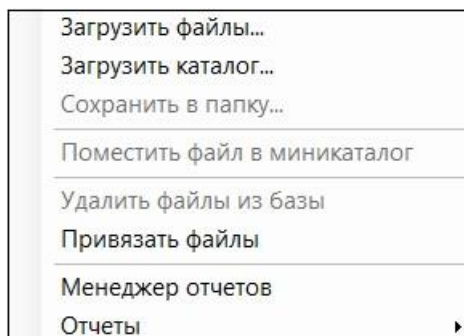 Загрузить файлы...
Загрузить каталог...
Сохранить в папку...
Поместить файл в миникаталог
Удалить файлы из базы
Привязать файлы
Менеджер отчетов
Отчеты